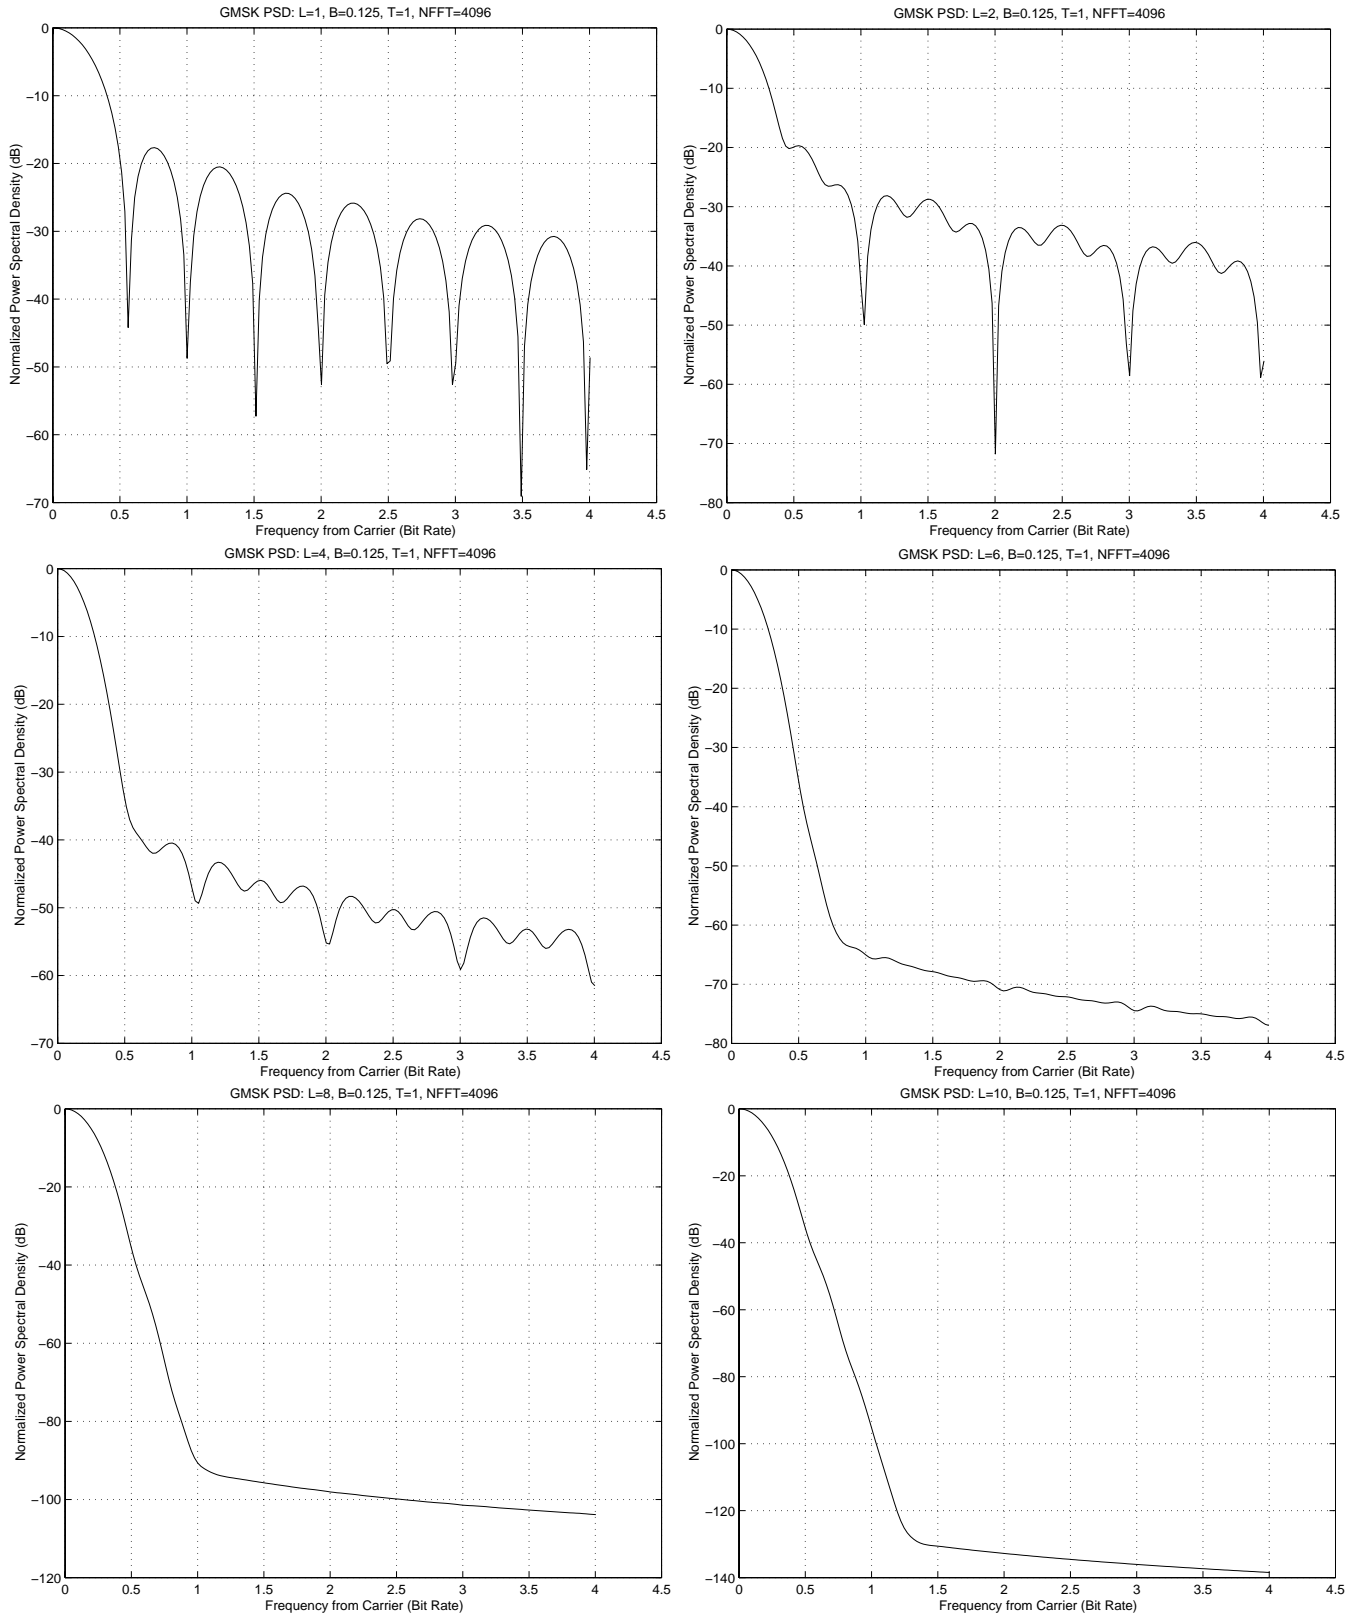 GMSK PSD: L=1, B=0.125, T=1, NFFT=4096
Normalized Power Spectral Density (dB)
0
−10
−20
−30
−40
−50
−60
−70
0 0.5 1 1.5 2 2.5 3 3.5 4 4.5
Frequency from Carrier (Bit Rate)
GMSK PSD: L=2, B=0.125, T=1, NFFT=4096
Normalized Power Spectral Density (dB)
0
−10
−20
−30
−40
−50
−60
−70
−80
0 0.5 1 1.5 2 2.5 3 3.5 4 4.5
Frequency from Carrier (Bit Rate)
GMSK PSD: L=4, B=0.125, T=1, NFFT=4096
Normalized Power Spectral Density (dB)
0
−10
−20
−30
−40
−50
−60
−70
0 0.5 1 1.5 2 2.5 3 3.5 4 4.5
Frequency from Carrier (Bit Rate)
GMSK PSD: L=6, B=0.125, T=1, NFFT=4096
Normalized Power Spectral Density (dB)
0
−10
−20
−30
−40
−50
−60
−70
−80
0 0.5 1 1.5 2 2.5 3 3.5 4 4.5
Frequency from Carrier (Bit Rate)
GMSK PSD: L=8, B=0.125, T=1, NFFT=4096
Normalized Power Spectral Density (dB)
0
−20
−40
−60
−80
−100
−120
0 0.5 1 1.5 2 2.5 3 3.5 4 4.5
Frequency from Carrier (Bit Rate)
GMSK PSD: L=10, B=0.125, T=1, NFFT=4096
Normalized Power Spectral Density (dB)
0
−20
−40
−60
−80
−100
−120
−140
0 0.5 1 1.5 2 2.5 3 3.5 4 4.5
Frequency from Carrier (Bit Rate)